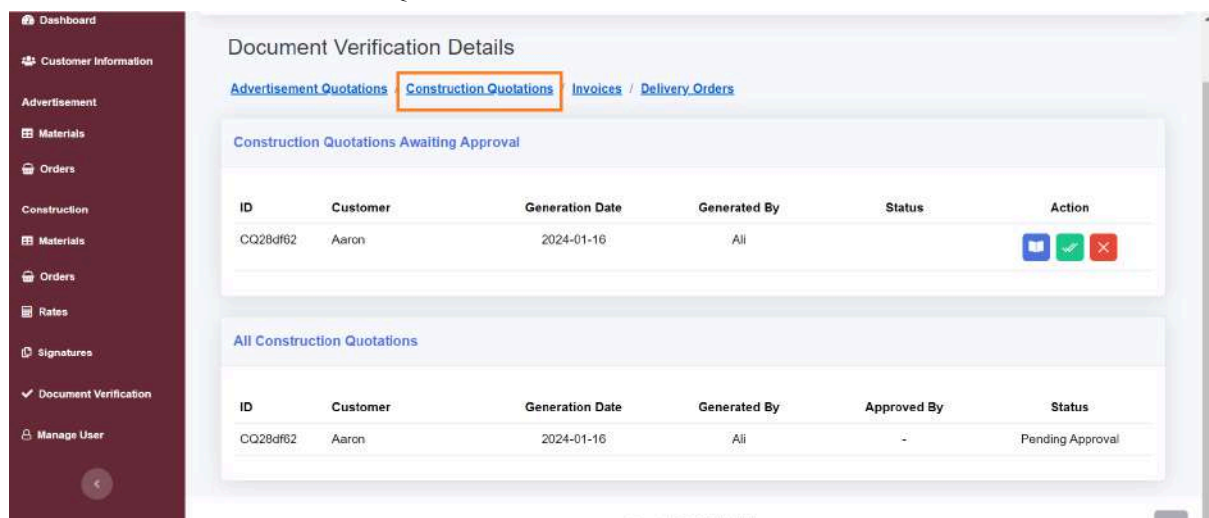 Dashboard
Customer Information
Advertisement
Materials
Orders
Construction
Materials
Orders
Rates
Signatures
Document Verification
Manage User
Document Verification Details
Advertisement Quotations / Construction Quotations / Invoices / Delivery Orders
Construction Quotations Awaiting Approval
ID Customer Generation Date Generated By Status Action
CQ28df62 Aaron 2024-01-16 Ali
All Construction Quotations
ID Customer Generation Date Generated By Approved By Status
CQ28df62 Aaron 2024-01-16 Ali - Pending Approval